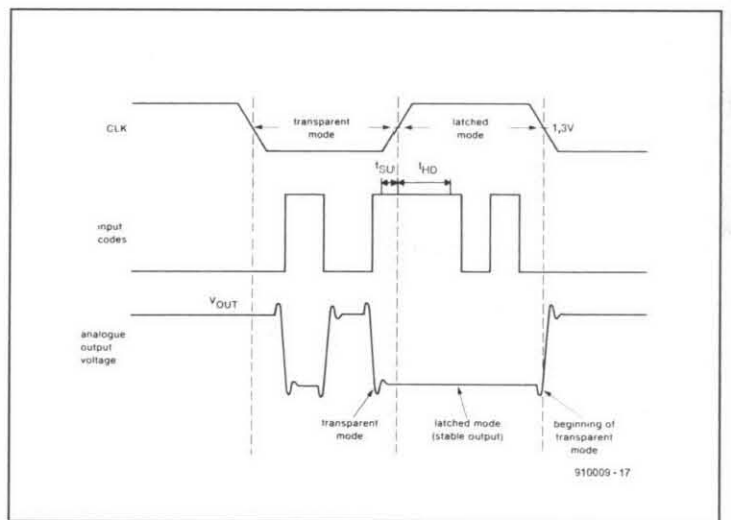 CLK
transparent
mode
latched
mode
1,3V
tSU
tHD
input
codes
VOUT
analogue
output
voltage
transparent
mode
latched mode
(stable output)
beginning of
transparent
mode
910009 - 17